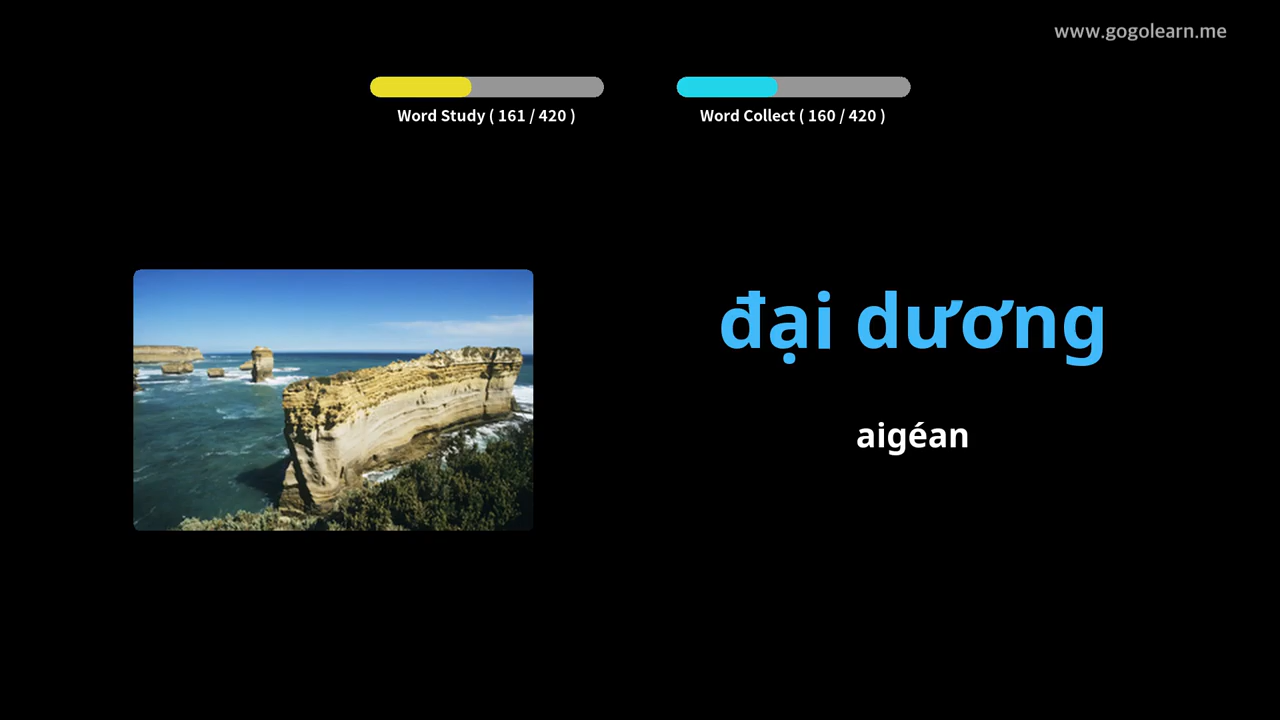 www.gogolearn.me
Word Study ( 161 / 420 )
Word Collect ( 160 / 420 )
đại dương
aigéan